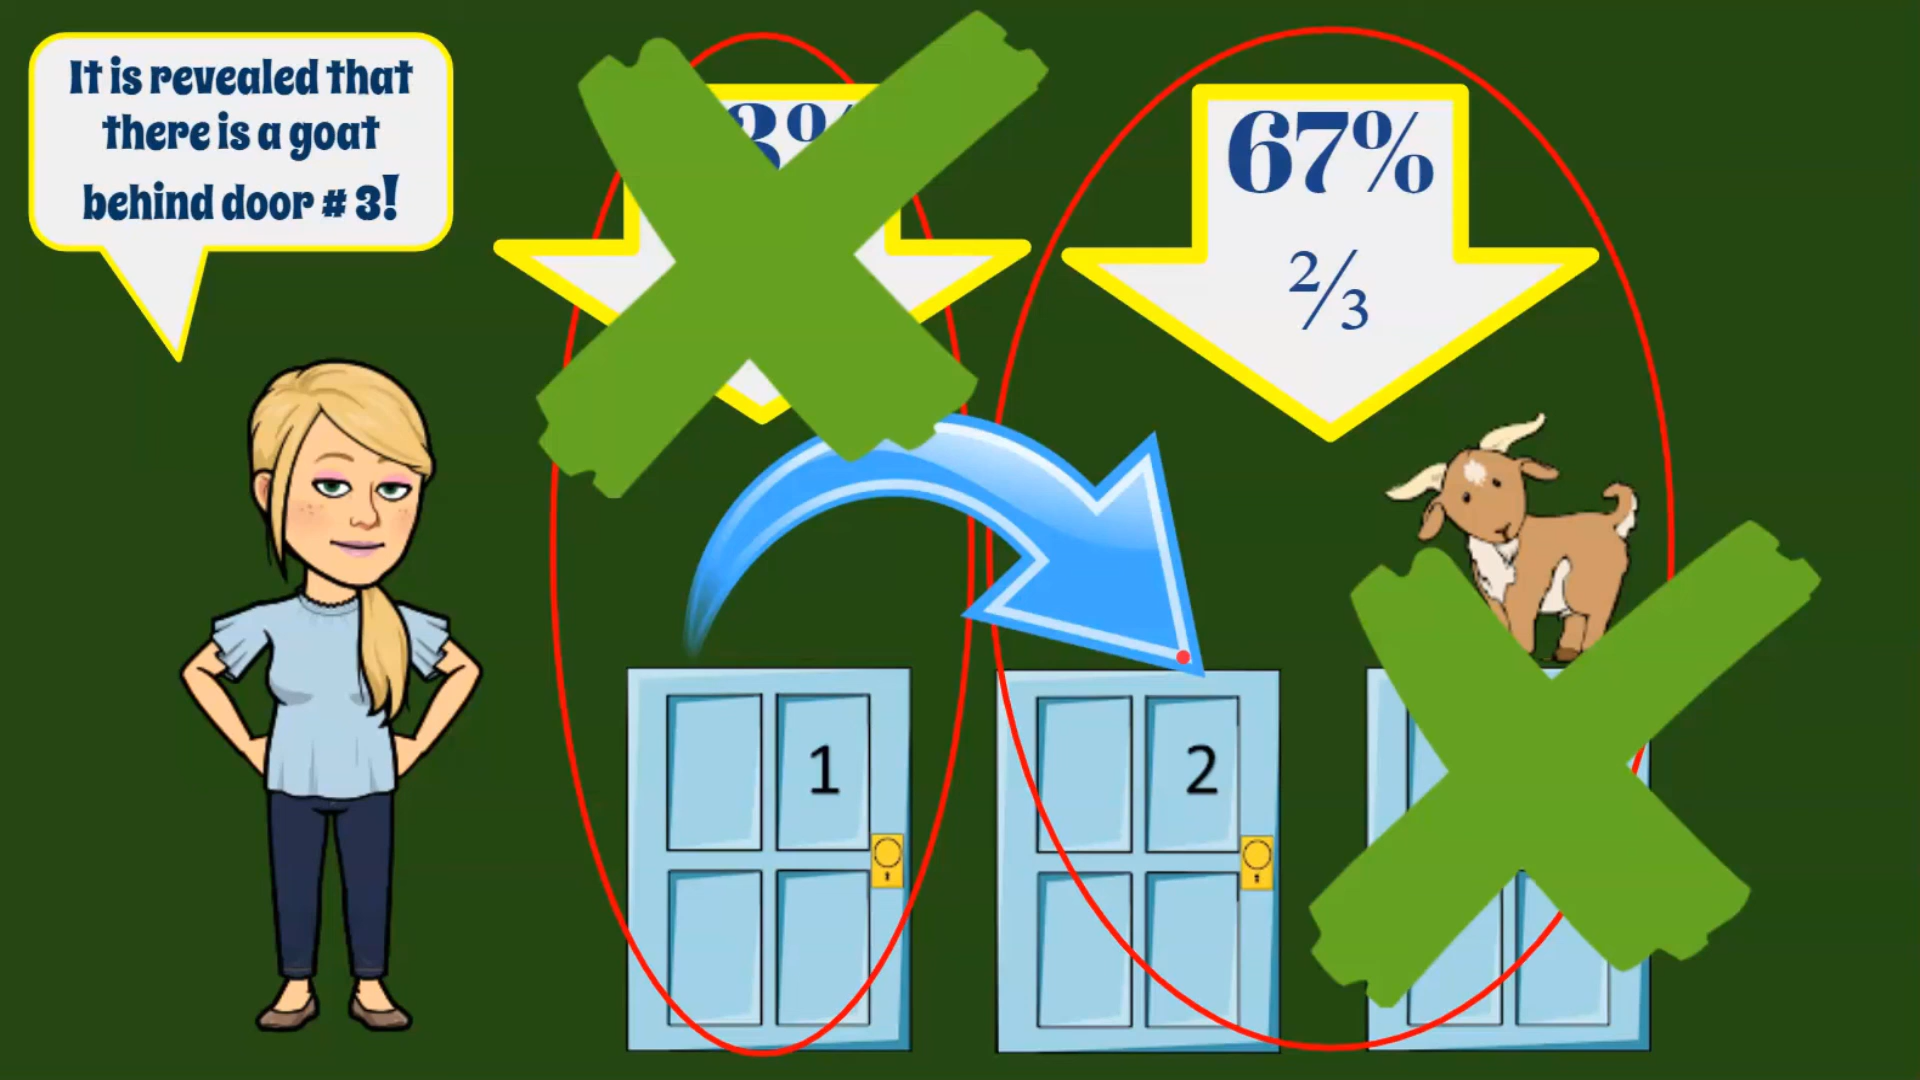 It is revealed that
there is a goat
behind door # 3!
67%
⅔
1
2